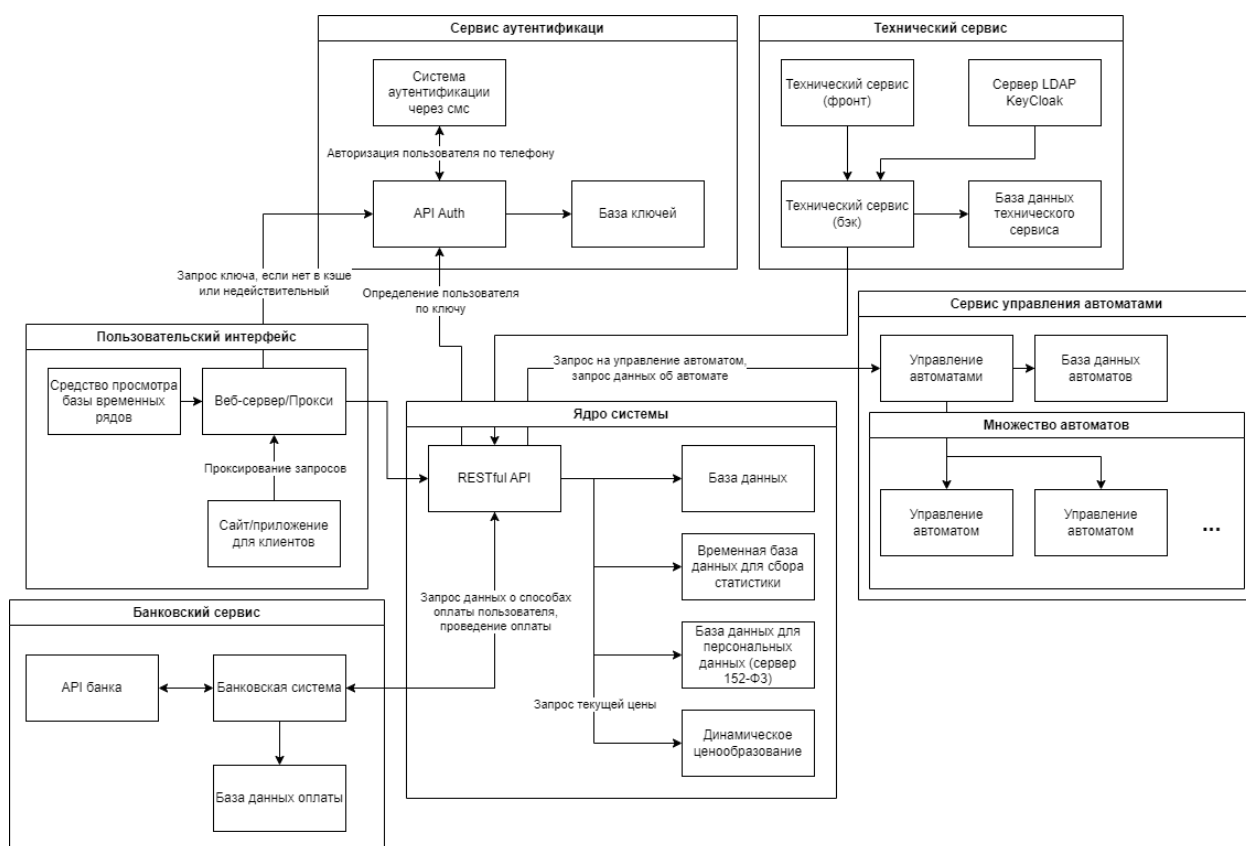 Сервис аутентификаци
Система
аутентификации
через смс
Авторизация пользователя по телефону
API Auth
База ключей
Запрос ключа, если нет в кэше
или недействительный
Определение пользователя
по ключу
Технический сервис
Технический сервис
(фронт)
Сервер LDAP
KeyCloak
Технический сервис
(бэк)
База данных
технического
сервиса
Пользовательский интерфейс
Средство просмотра
базы временных
рядов
Веб-сервер/Прокси
Проксирование запросов
Сайт/приложение
для клиентов
Запрос на управление автоматом,
запрос данных об автомате
Сервис управления автоматами
Управление
автоматами
База данных
автоматов
Множество автоматов
Управление
автоматом
Управление
автоматом
...
Ядро системы
RESTful API
База данных
Временная база
данных для сбора
статистики
База данных для
персональных
данных (сервер
152-ФЗ)
Запрос текущей цены
Динамическое
ценообразование
Запрос данных о способах
оплаты пользователя,
проведение оплаты
Банковский сервис
API банка
Банковская система
База данных оплаты